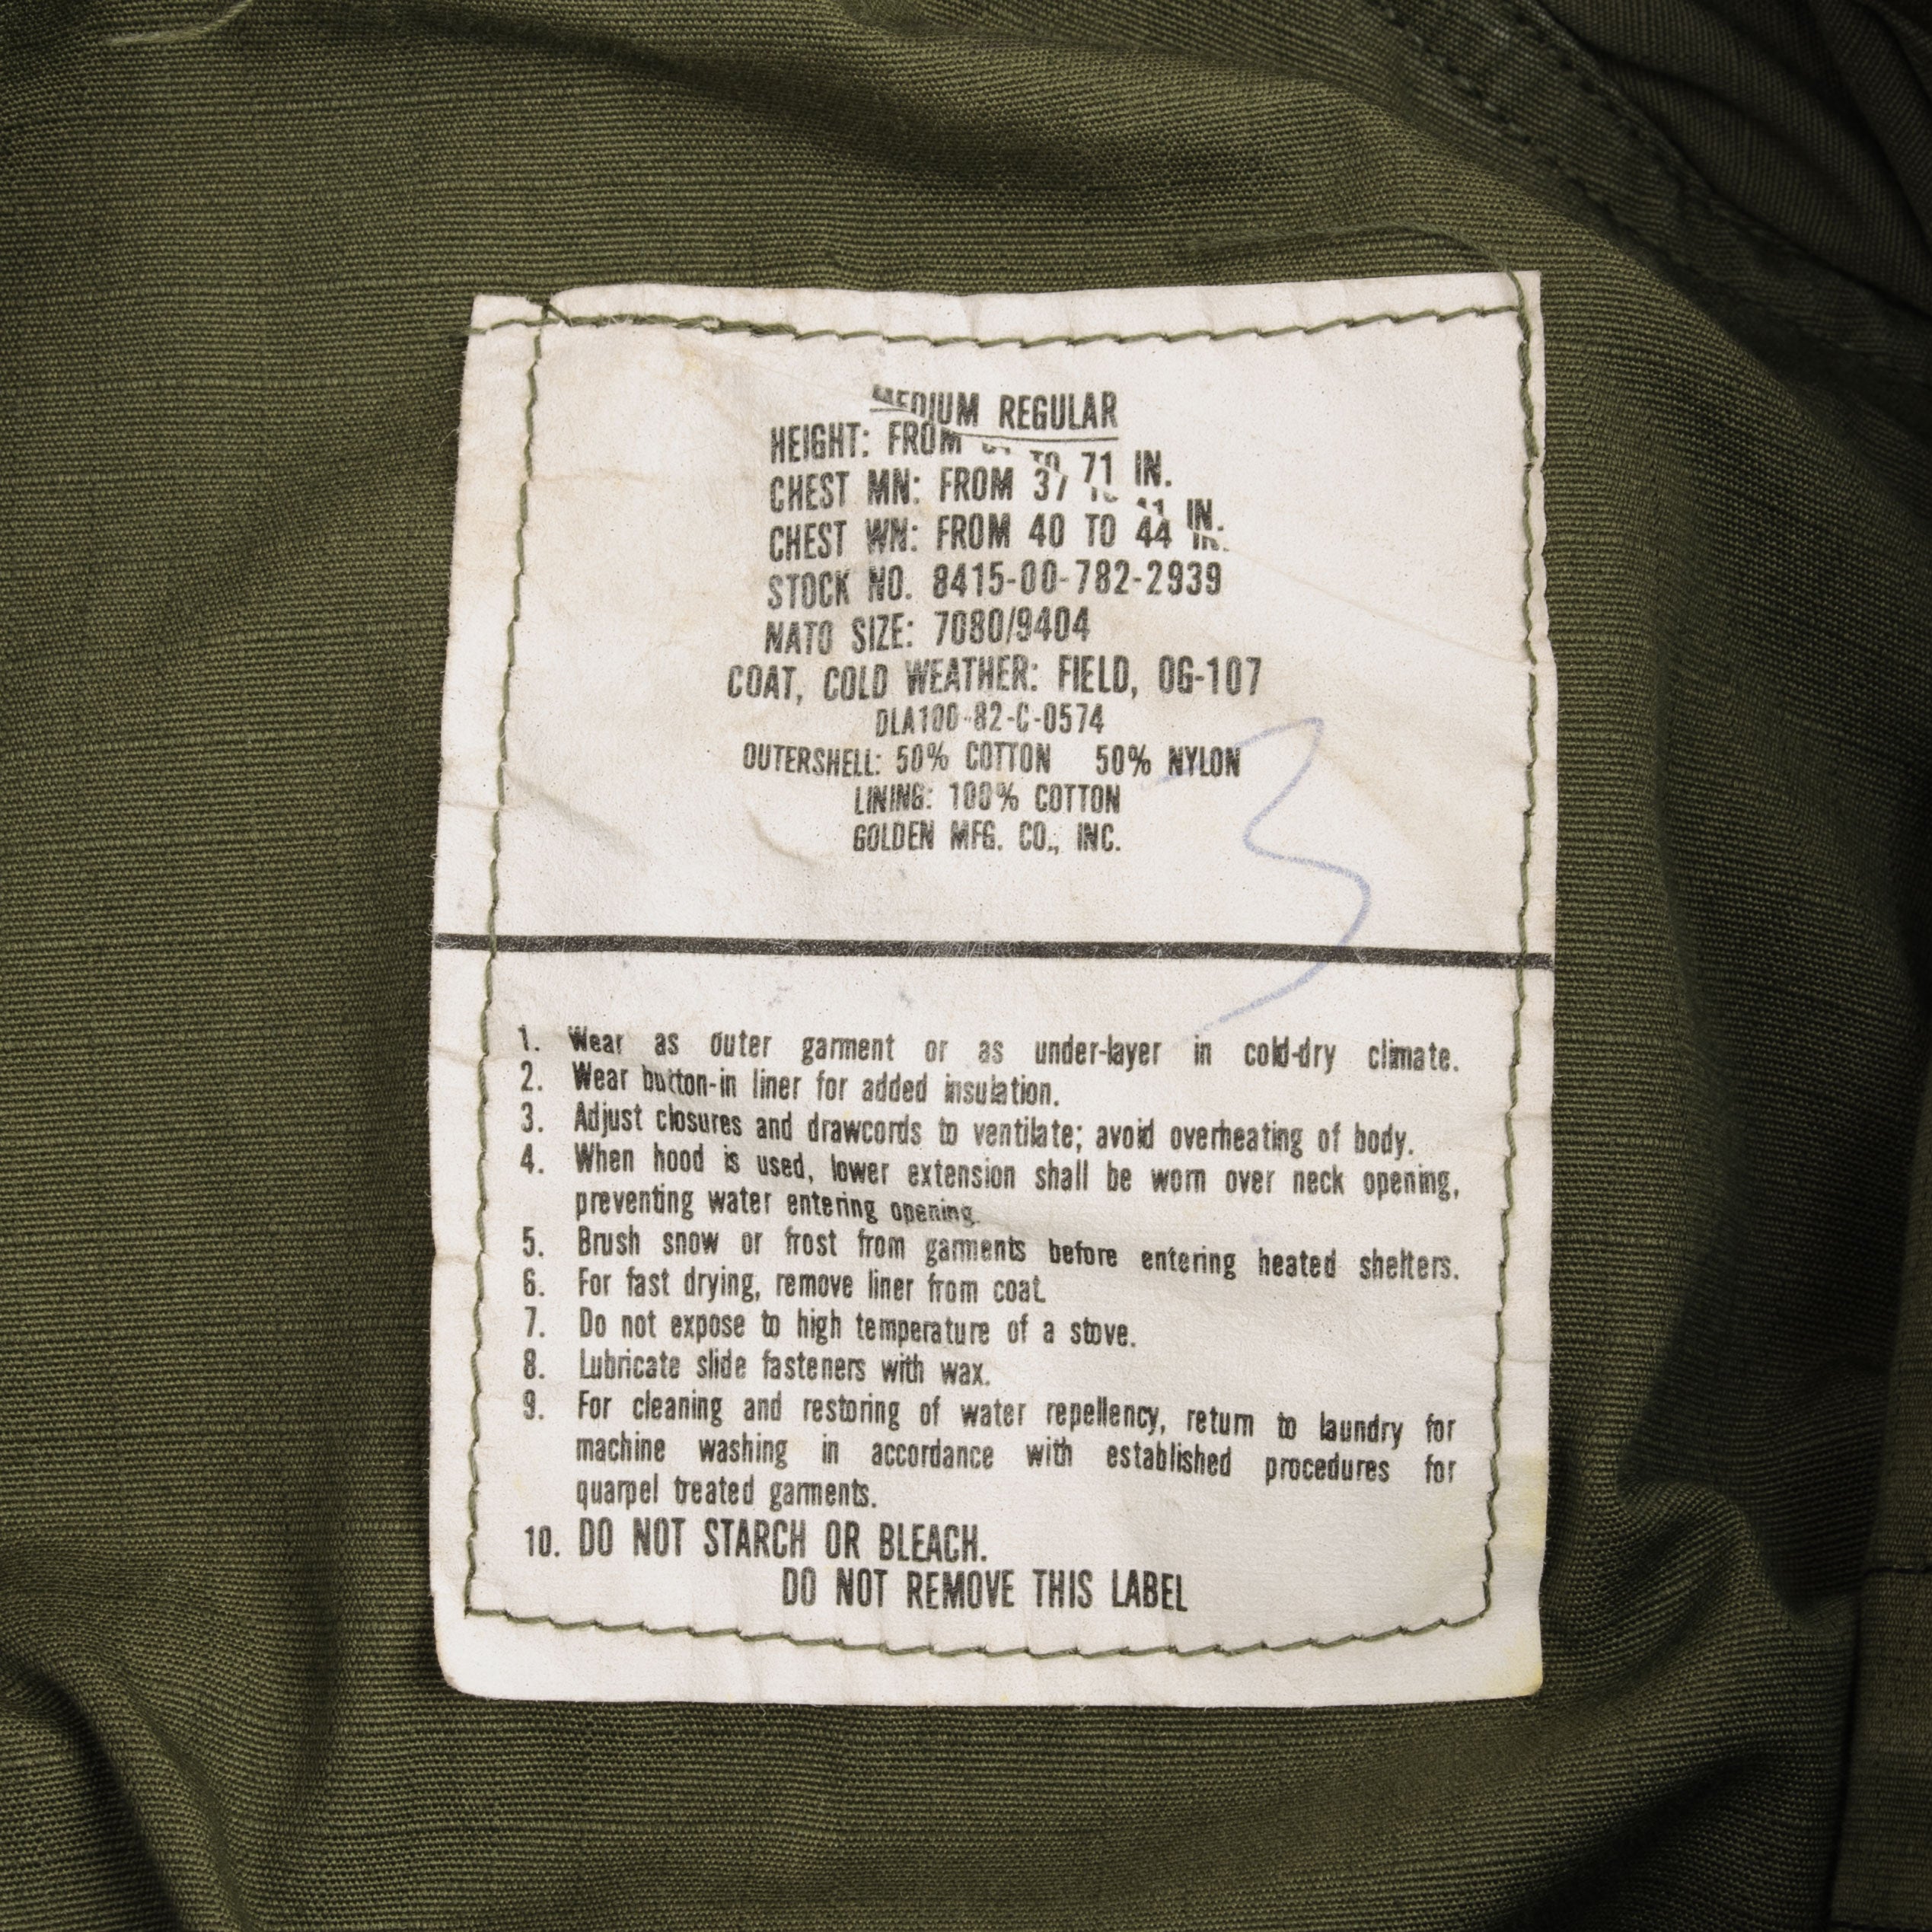 MEDIUM REGULAR
HEIGHT: FROM TO 71 IN.
CHEST MN: FROM 37 TO 41 IN.
CHEST WN: FROM 40 TO 44 IN.
STOCK NO. 8415-00-782-2939
NATO SIZE: 7080/9404
COAT, COLD WEATHER: FIELD, OG-107
DLA100-82-C-0574
OUTERSHELL: 50% COTTON 50% NYLON
LINING: 100% COTTON
GOLDEN MFG. CO., INC.
3
1. Wear as outer garment or as under-layer in cold-dry climate.
2. Wear button-in liner for added insulation.
3. Adjust closures and drawcords to ventilate; avoid overheating of body.
4. When hood is used, lower extension shall be worn over neck opening,
preventing water entering opening.
5. Brush snow or frost from garments before entering heated shelters.
6. For fast drying, remove liner from coat.
7. Do not expose to high temperature of a stove.
8. Lubricate slide fasteners with wax.
9. For cleaning and restoring of water repellency, return to laundry for
machine washing in accordance with established procedures for
quarpel treated garments.
10. DO NOT STARCH OR BLEACH.
DO NOT REMOVE THIS LABEL